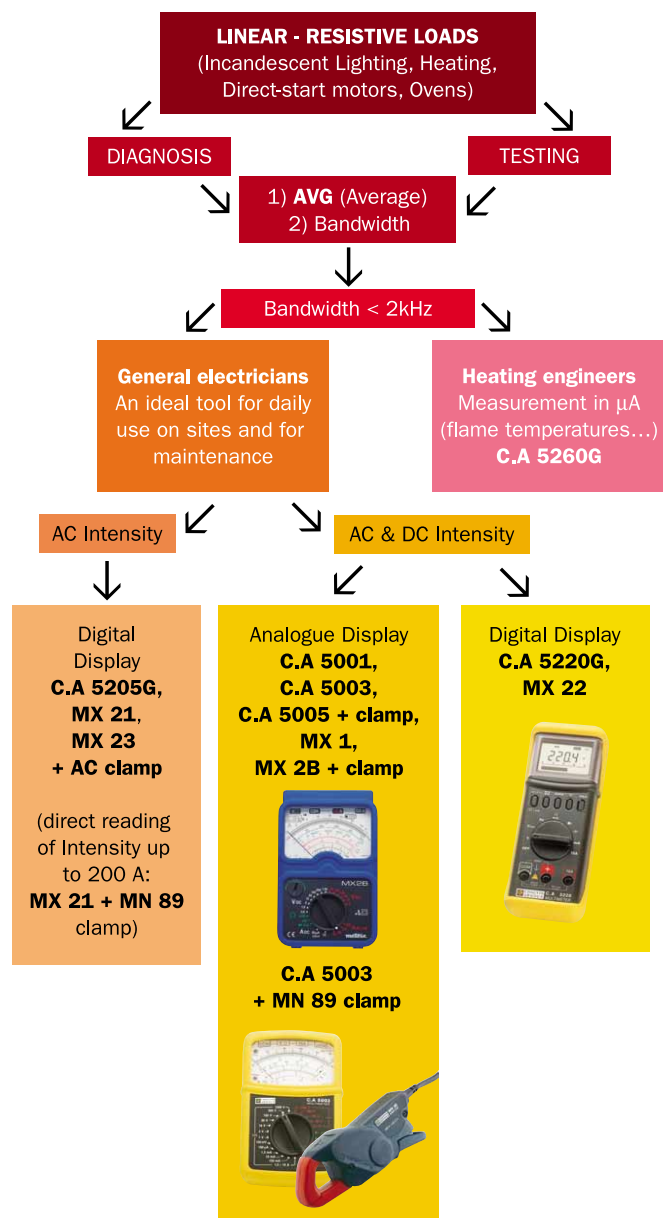 LINEAR - RESISTIVE LOADS
(Incandescent Lighting, Heating,
Direct-start motors, Ovens)
DIAGNOSIS
TESTING
1) AVG (Average)
2) Bandwidth
Bandwidth < 2kHz
General electricians
An ideal tool for daily
use on sites and for
maintenance
Heating engineers
Measurement in µA
(flame temperatures…)
C.A 5260G
AC Intensity
AC & DC Intensity
Digital
Display
C.A 5205G,
MX 21,
MX 23
+ AC clamp
(direct reading
of Intensity up
to 200 A:
MX 21 + MN 89
clamp)
Analogue Display
C.A 5001,
C.A 5003,
C.A 5005 + clamp,
MX 1,
MX 2B + clamp
MX2B
C.A 5003
+ MN 89 clamp
Digital Display
C.A 5220G,
MX 22
220.4